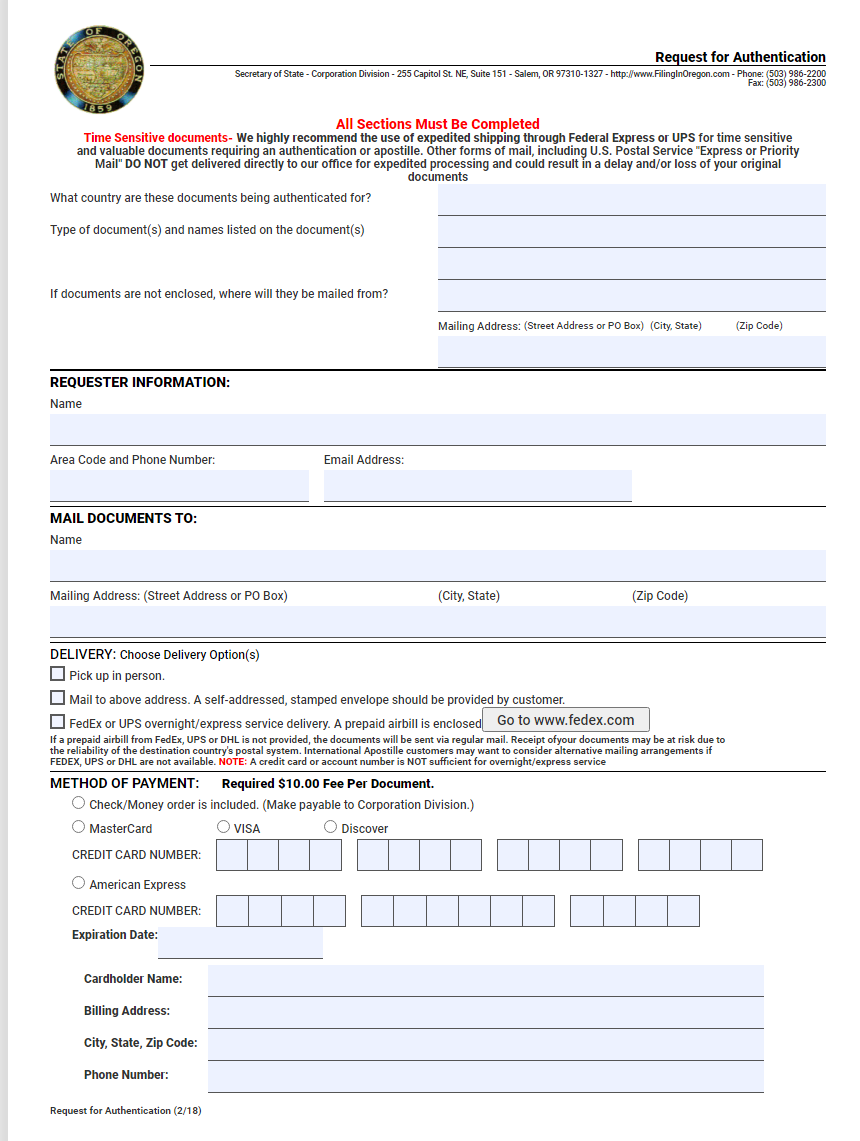 STATE OF OREGON
1859
Request for Authentication
Secretary of State - Corporation Division - 255 Capitol St. NE, Suite 151 - Salem, OR 97310-1327 - http://www.FilingInOregon.com - Phone: (503) 986-2200
Fax: (503) 986-2300
All Sections Must Be Completed
Time Sensitive documents- We highly recommend the use of expedited shipping through Federal Express or UPS for time sensitive
and valuable documents requiring an authentication or apostille. Other forms of mail, including U.S. Postal Service "Express or Priority
Mail" DO NOT get delivered directly to our office for expedited processing and could result in a delay and/or loss of your original
documents
What country are these documents being authenticated for?
Type of document(s) and names listed on the document(s)
If documents are not enclosed, where will they be mailed from?
Mailing Address: (Street Address or PO Box) (City, State) (Zip Code)
REQUESTER INFORMATION:
Name
Area Code and Phone Number: Email Address:
MAIL DOCUMENTS TO:
Name
Mailing Address: (Street Address or PO Box) (City, State) (Zip Code)
DELIVERY: Choose Delivery Option(s)
Pick up in person.
Mail to above address. A self-addressed, stamped envelope should be provided by customer.
FedEx or UPS overnight/express service delivery. A prepaid airbill is enclosed Go to www.fedex.com
If a prepaid airbill from FedEx, UPS or DHL is not provided, the documents will be sent via regular mail. Receipt ofyour documents may be at risk due to
the reliability of the destination country's postal system. International Apostille customers may want to consider alternative mailing arrangements if
FEDEX, UPS or DHL are not available. NOTE: A credit card or account number is NOT sufficient for overnight/express service
METHOD OF PAYMENT: Required $10.00 Fee Per Document.
Check/Money order is included. (Make payable to Corporation Division.)
MasterCard VISA Discover
CREDIT CARD NUMBER:
American Express
CREDIT CARD NUMBER:
Expiration Date:
Cardholder Name:
Billing Address:
City, State, Zip Code:
Phone Number:
Request for Authentication (2/18)